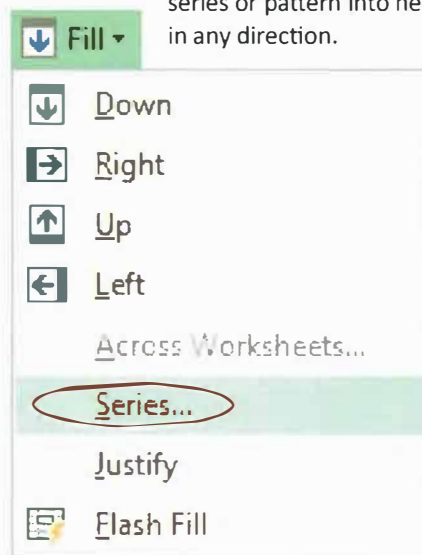 series or pattern into ne
in any direction.
Fill
Down
Right
Up
Left
Across Worksheets...
Series...
Justify
Flash Fill